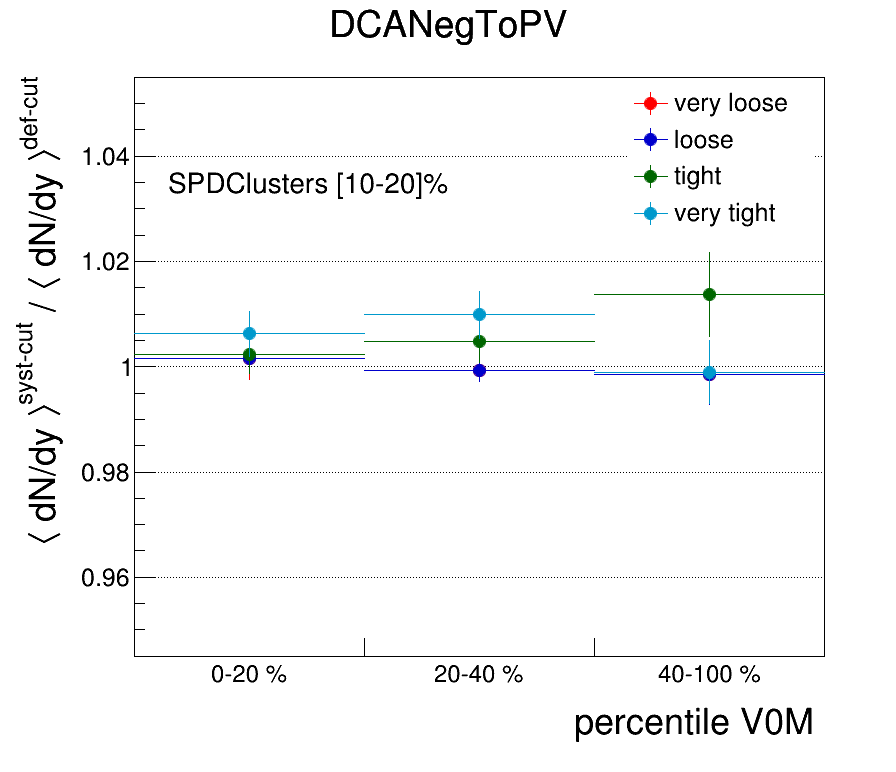 DCANegToPV
⟨ dN/dy ⟩^syst-cut / ⟨ dN/dy ⟩^def-cut
1.04
1.02
1
0.98
0.96
SPDClusters [10-20]%
very loose
loose
tight
very tight
0-20 % 20-40 % 40-100 %
percentile V0M